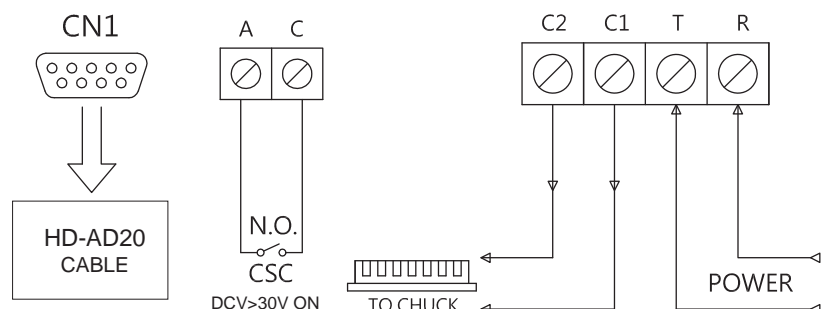 CN1
A C
C2 C1 T R
HD-AD20
CABLE
N.O.
CSC
DCV>30V ON
TO CHUCK
POWER